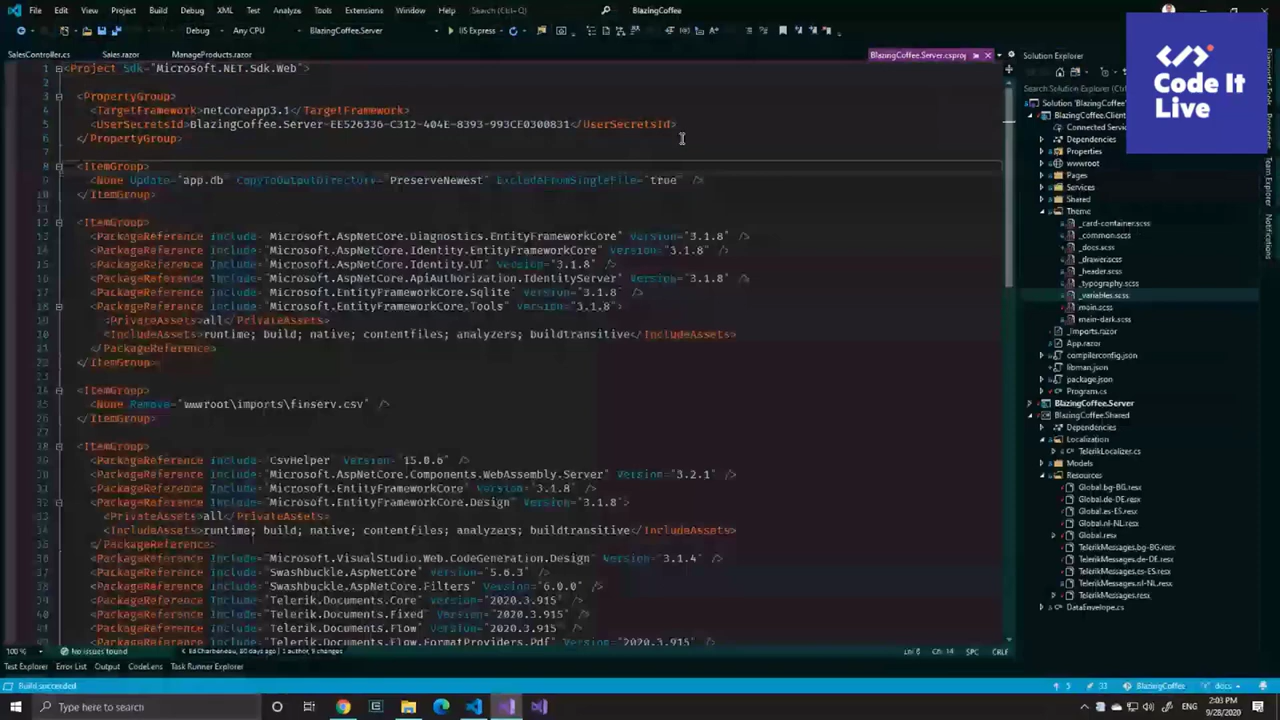 File Edit View Git Project Build Debug XML Test Analyze Tools Extensions Window Help Search (Ctrl+Q) BlazingCoffee
Debug Any CPU BlazingCoffee.Server IIS Express
SalesController.cs Sales.razor ManageProducts.razor BlazingCoffee.Server.csproj
1 <Project Sdk="Microsoft.NET.Sdk.Web">
2
3 <PropertyGroup>
4 <TargetFramework>netcoreapp3.1</TargetFramework>
5 <UserSecretsId>BlazingCoffee.Server-EE526336-C312-404E-8393-993CE0300831</UserSecretsId>
6 </PropertyGroup>
7
8 <ItemGroup>
9 <None Update="app.db" CopyToOutputDirectory="PreserveNewest" ExcludeFromSingleFile="true" />
10 </ItemGroup>
11
12 <ItemGroup>
13 <PackageReference Include="Microsoft.AspNetCore.Diagnostics.EntityFrameworkCore" Version="3.1.8" />
14 <PackageReference Include="Microsoft.AspNetCore.Identity.EntityFrameworkCore" Version="3.1.8" />
15 <PackageReference Include="Microsoft.AspNetCore.Identity.UI" Version="3.1.8" />
16 <PackageReference Include="Microsoft.AspNetCore.ApiAuthorization.IdentityServer" Version="3.1.8" />
17 <PackageReference Include="Microsoft.EntityFrameworkCore.Sqlite" Version="3.1.8" />
18 <PackageReference Include="Microsoft.EntityFrameworkCore.Tools" Version="3.1.8">
19 <PrivateAssets>all</PrivateAssets>
20 <IncludeAssets>runtime; build; native; contentfiles; analyzers; buildtransitive</IncludeAssets>
21 </PackageReference>
22 </ItemGroup>
23
24 <ItemGroup>
25 <None Remove="wwwroot\imports\finserv.csv"
26 </ItemGroup>
28 <ItemGroup>
29 <PackageReference Include="CsvHelper" Version="15.0.6" />
30 <PackageReference Include="Microsoft.AspNetCore.Components.WebAssembly.Server" Version="3.2.1" />
31 <PackageReference Include="Microsoft.EntityFrameworkCore" Version="3.1.8" />
32 <PackageReference Include="Microsoft.EntityFrameworkCore.Design" Version="3.1.8">
33 <PrivateAssets>all</PrivateAssets>
34 <IncludeAssets>runtime; build; native; contentfiles; analyzers; buildtransitive</IncludeAssets>
35 </PackageReference>
36 <PackageReference Include="Microsoft.VisualStudio.Web.CodeGeneration.Design" Version="3.1.4" />
37 <PackageReference Include="Swashbuckle.AspNetCore" Version="5.6.3" />
38 <PackageReference Include="Swashbuckle.AspNetCore.Filters" Version="6.0.0" />
39 <PackageReference Include="Telerik.Documents.Core" Version="2020.3.915" />
40 <PackageReference Include="Telerik.Documents.Fixed" Version="2020.3.915" />
41 <PackageReference Include="Telerik.Documents.Flow" Version="2020.3.915" />
42 <PackageReference Include="Telerik.Documents.Flow.FormatProviders.Pdf" Version="2020.3.915" />
100 % No issues found Ed Charbeneau, 80 days ago | 1 author, 9 changes Ln: 8 Ch: 14 SPC CRLF
Test Explorer Error List Output CodeLens Task Runner Explorer
Solution Explorer
Search Solution Explorer
Solution 'BlazingCoffee
BlazingCoffee.Client
Connected Servic
Dependencies
Properties
wwwroot
Pages
Services
Shared
Theme
_card-container.scss
_common.scss
_docs.scss
_drawer.scss
_header.scss
_typography.scss
_variables.scss
main.scss
main-dark.scss
_Imports.razor
App.razor
compilerconfig.json
libman.json
package.json
Program.cs
BlazingCoffee.Server
BlazingCoffee.Shared
Dependencies
Localization
TelerikLocalizer.cs
Models
Resources
Global.bg-BG.resx
Global.de-DE.resx
Global.es-ES.resx
Global.nl-NL.resx
Global.resx
TelerikMessages.bg-BG.resx
TelerikMessages.de-DE.resx
TelerikMessages.es-ES.resx
TelerikMessages.nl-NL.resx
TelerikMessages.resx
DataEnvelope.cs
Code It
Live
Diagnostic Tools
Team Explorer
Notifications
Build succeeded 5 33 BlazingCoffee docs
Type here to search ENG 2:03 PM
9/28/2020